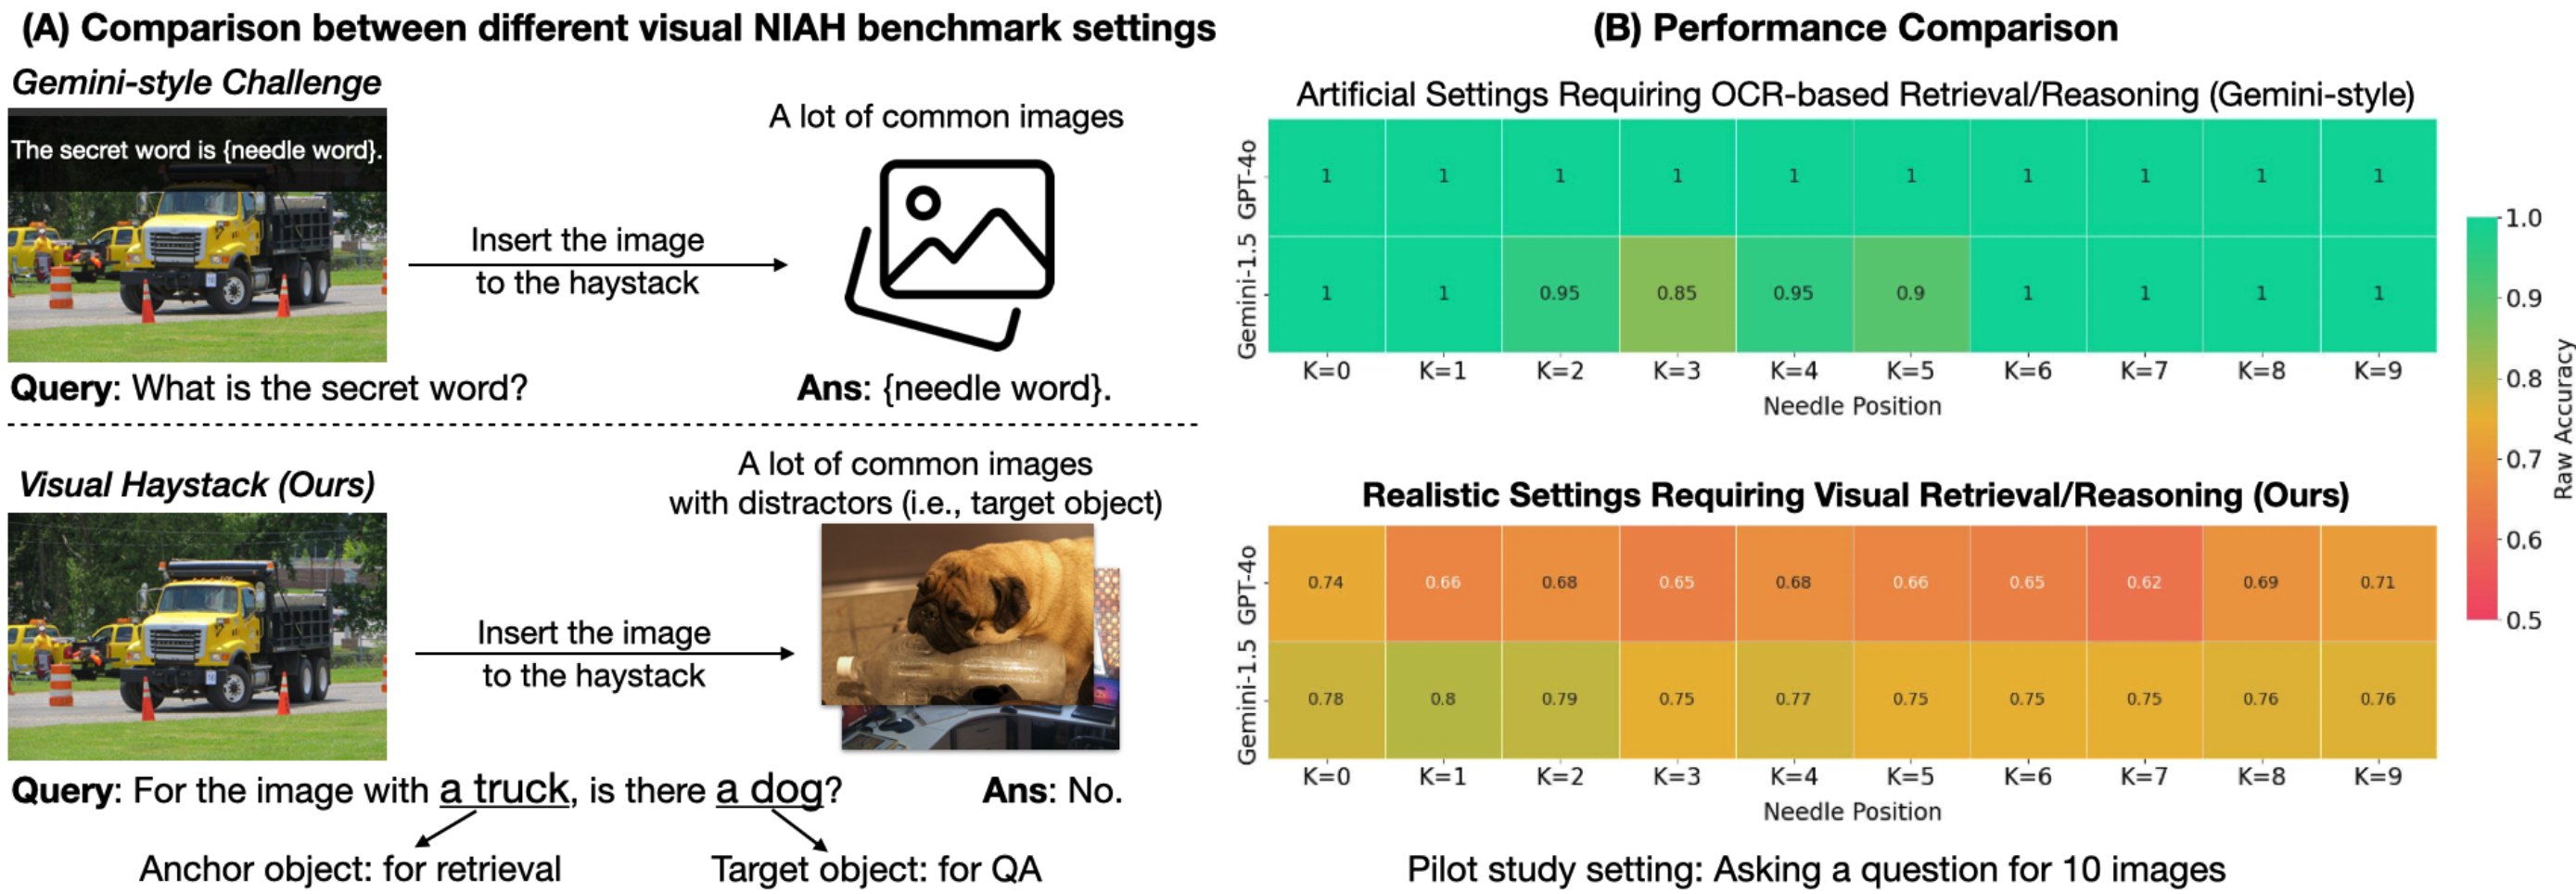 (A) Comparison between different visual NIAH benchmark settings
Gemini-style Challenge
The secret word is {needle word}.
Insert the image
to the haystack
A lot of common images
Query: What is the secret word?
Ans: {needle word}.
Visual Haystack (Ours)
Insert the image
to the haystack
A lot of common images
with distractors (i.e., target object)
Query: For the image with a truck, is there a dog?
Ans: No.
Anchor object: for retrieval
Target object: for QA
(B) Performance Comparison
Artificial Settings Requiring OCR-based Retrieval/Reasoning (Gemini-style)
GPT-4o
1 1 1 1 1 1 1 1 1 1
Gemini-1.5
1 1 0.95 0.85 0.95 0.9 1 1 1 1
K=0 K=1 K=2 K=3 K=4 K=5 K=6 K=7 K=8 K=9
Needle Position
Realistic Settings Requiring Visual Retrieval/Reasoning (Ours)
GPT-4o
0.74 0.66 0.68 0.65 0.68 0.66 0.65 0.62 0.69 0.71
Gemini-1.5
0.78 0.8 0.79 0.75 0.77 0.75 0.75 0.75 0.76 0.76
K=0 K=1 K=2 K=3 K=4 K=5 K=6 K=7 K=8 K=9
Needle Position
Pilot study setting: Asking a question for 10 images
1.0
0.9
0.8
0.7
0.6
0.5
Raw Accuracy